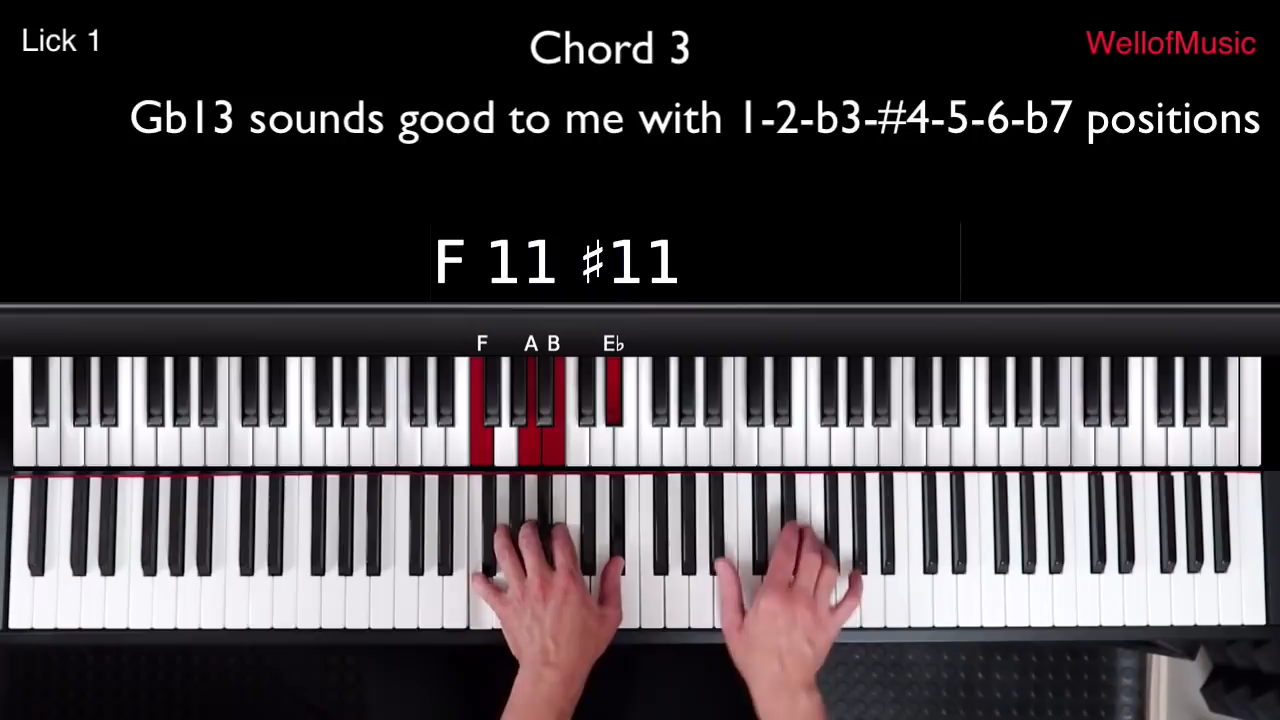 Lick 1
Chord 3
WellofMusic
Gb13 sounds good to me with 1-2-b3-#4-5-6-b7 positions
F 11 ♯11
F A B E♭